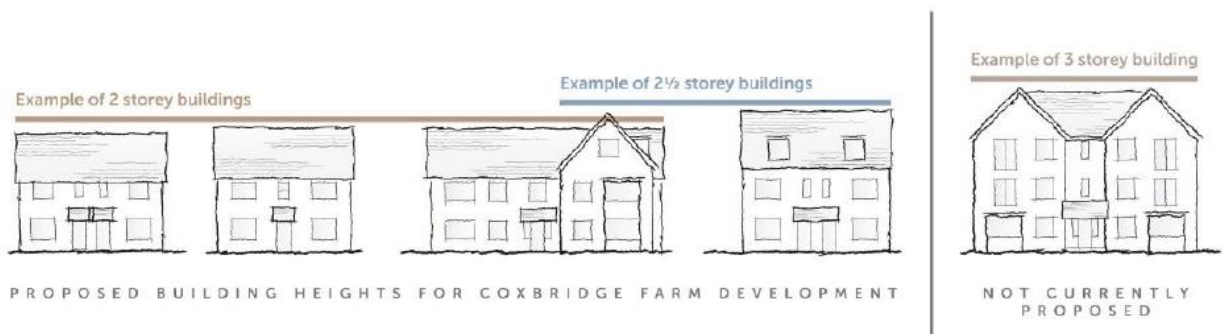 Example of 2 storey buildings
Example of 2½ storey buildings
Example of 3 storey building
PROPOSED BUILDING HEIGHTS FOR COXBRIDGE FARM DEVELOPMENT
NOT CURRENTLY
PROPOSED